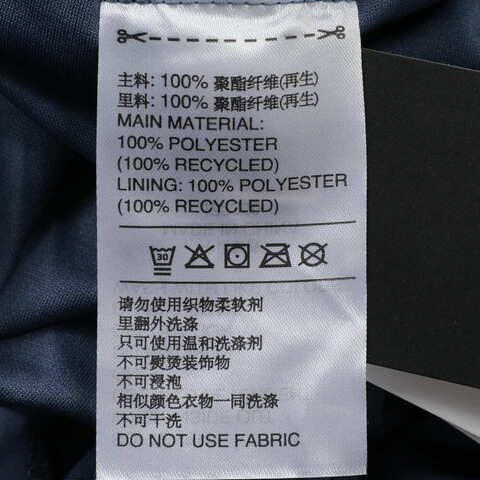 主料: 100% 聚酯纤维(再生)
里料: 100% 聚酯纤维(再生)
MAIN MATERIAL:
100% POLYESTER
(100% RECYCLED)
LINING: 100% POLYESTER
(100% RECYCLED)
30
请勿使用织物柔软剂
里翻外洗涤
只可使用温和洗涤剂
不可熨烫装饰物
不可浸泡
相似颜色衣物一同洗涤
不可干洗
DO NOT USE FABRIC